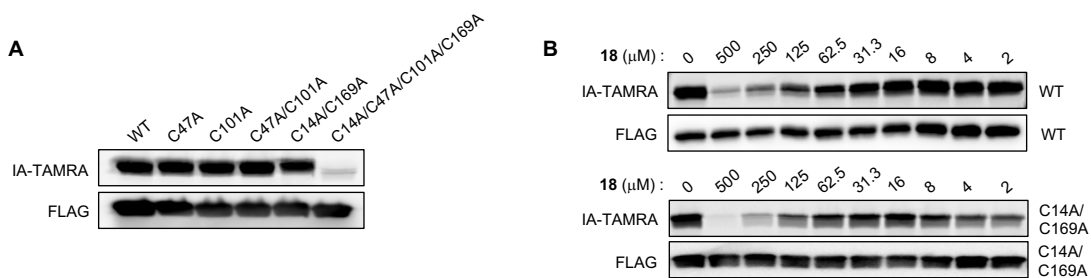 A
WT
C47A
C101A
C47A/C101A
C14A/C169A
C14A/C47A/C101A/C169A
IA-TAMRA
FLAG
B
18 (μM) : 0 500 250 125 62.5 31.3 16 8 4 2
IA-TAMRA WT
FLAG WT
18 (μM) : 0 500 250 125 62.5 31.3 16 8 4 2
IA-TAMRA C14A/
C169A
FLAG C14A/
C169A